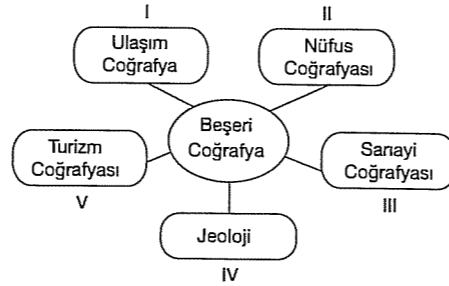 I
Ulaşım
Coğrafya
II
Nüfus
Coğrafyası
Beşeri
Coğrafya
Turizm
Coğrafyası
V
Sanayi
Coğrafyası
III
Jeoloji
IV